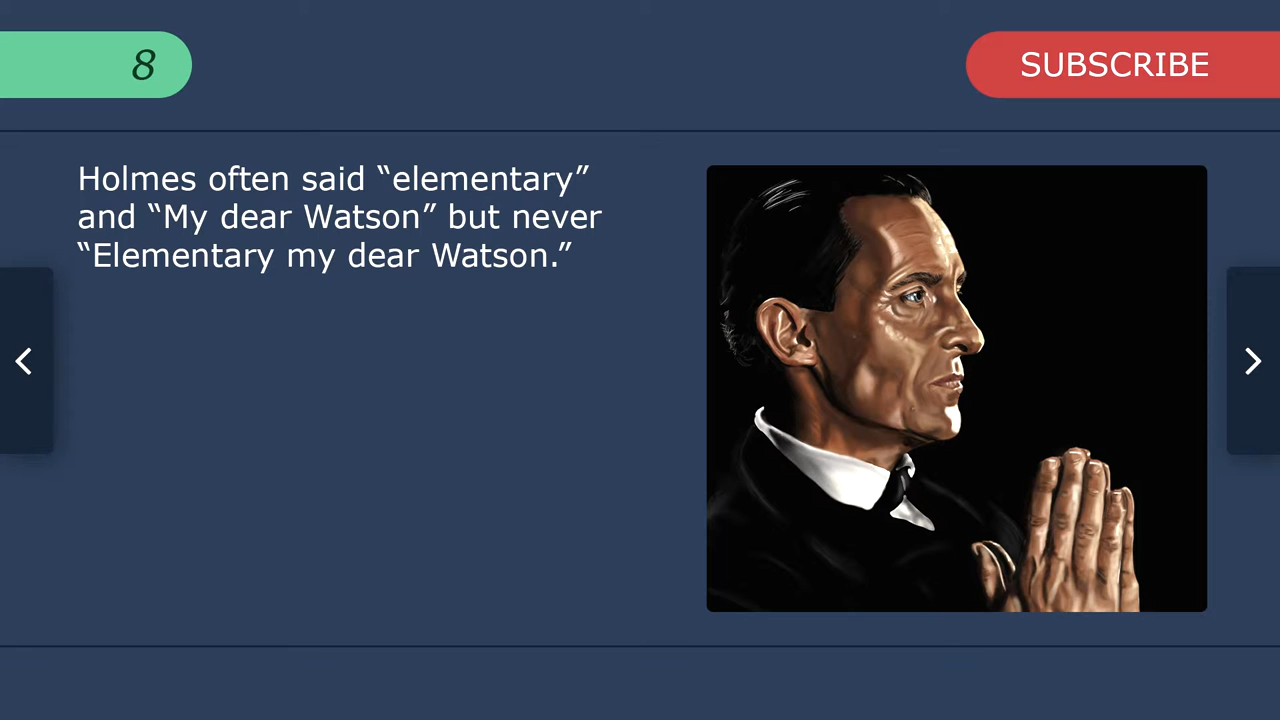 8
SUBSCRIBE
Holmes often said “elementary”
and “My dear Watson” but never
“Elementary my dear Watson.”